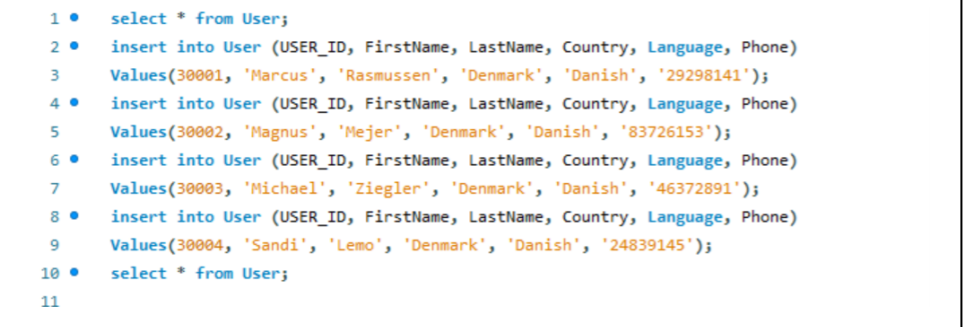 1 select * from User;
2 insert into User (USER_ID, FirstName, LastName, Country, Language, Phone)
3 Values(30001, 'Marcus', 'Rasmussen', 'Denmark', 'Danish', '29298141');
4 insert into User (USER_ID, FirstName, LastName, Country, Language, Phone)
5 Values(30002, 'Magnus', 'Mejer', 'Denmark', 'Danish', '83726153');
6 insert into User (USER_ID, FirstName, LastName, Country, Language, Phone)
7 Values(30003, 'Michael', 'Ziegler', 'Denmark', 'Danish', '46372891');
8 insert into User (USER_ID, FirstName, LastName, Country, Language, Phone)
9 Values(30004, 'Sandi', 'Lemo', 'Denmark', 'Danish', '24839145');
10 select * from User;
11